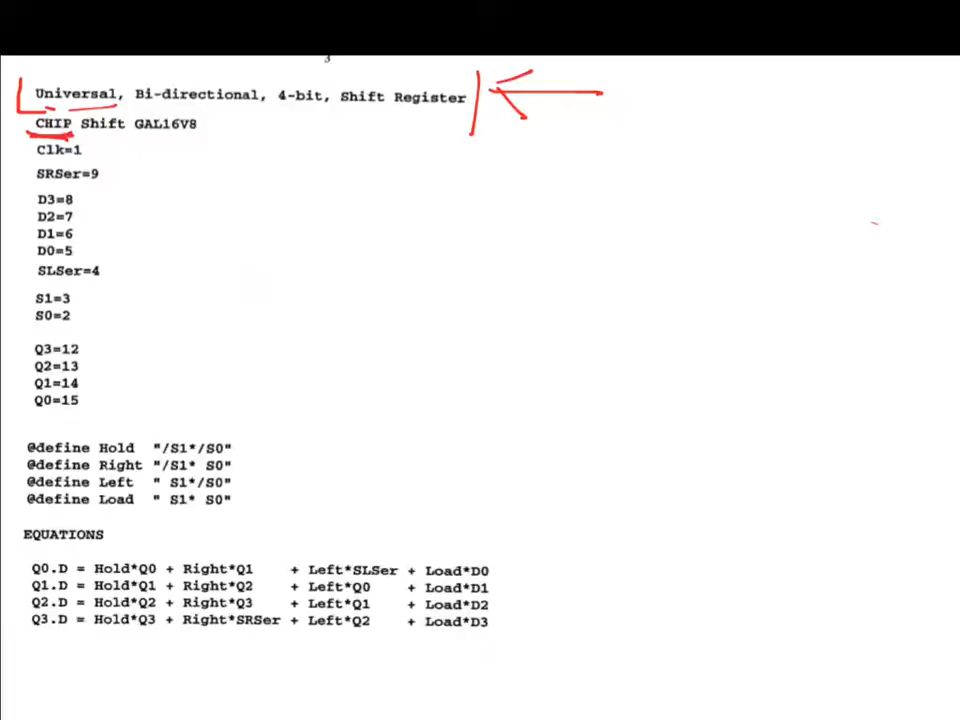 3
Universal, Bi-directional, 4-bit, Shift Register
CHIP Shift GAL16V8
Clk=1
SRSer=9
D3=8
D2=7
D1=6
D0=5
SLSer=4
S1=3
S0=2
Q3=12
Q2=13
Q1=14
Q0=15
@define Hold "/S1*/S0"
@define Right "/S1* S0"
@define Left " S1*/S0"
@define Load " S1* S0"
EQUATIONS
Q0.D = Hold*Q0 + Right*Q1 + Left*SLSer + Load*D0
Q1.D = Hold*Q1 + Right*Q2 + Left*Q0 + Load*D1
Q2.D = Hold*Q2 + Right*Q3 + Left*Q1 + Load*D2
Q3.D = Hold*Q3 + Right*SRSer + Left*Q2 + Load*D3